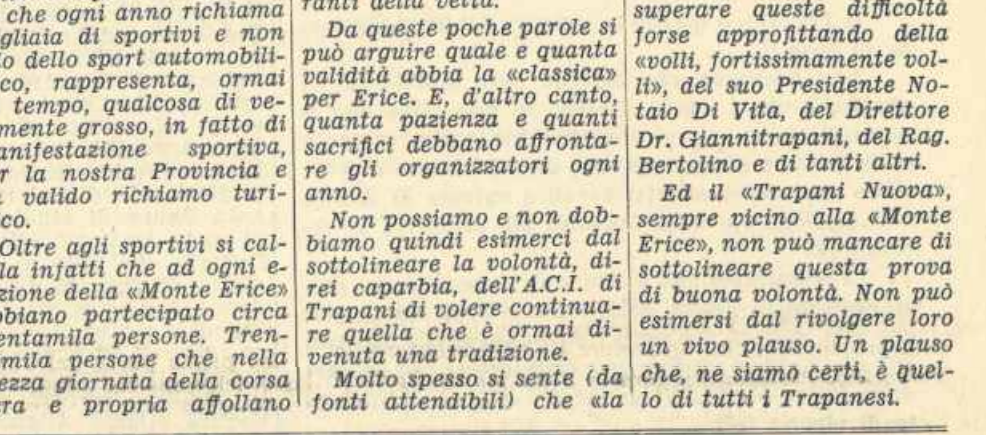 che ogni anno richiama
gliaia di sportivi e non
o dello sport automobili-
co, rappresenta, ormai
tempo, qualcosa di ve-
mente grosso, in fatto di
anifestazione sportiva,
r la nostra Provincia e
valido richiamo turi-
co.
Oltre agli sportivi si cal-
la infatti che ad ogni e-
zione della «Monte Erice»
bbiano partecipato circa
entamila persone. Tren-
mila persone che nella
ezza giornata della corsa
ra e propria affollano
ranti della vetta.
Da queste poche parole si
può arguire quale e quanta
validità abbia la «classica»
per Erice. E, d'altro canto,
quanta pazienza e quanti
sacrifici debbano affronta-
re gli organizzatori ogni
anno.
Non possiamo e non dob-
biamo quindi esimerci dal
sottolineare la volontà, di-
rei caparbia, dell'A.C.I. di
Trapani di volere continua-
re quella che è ormai di-
venuta una tradizione.
Molto spesso si sente (da
fonti attendibili) che «la
superare queste difficoltà
forse approfittando della
«volli, fortissimamente vol-
li», del suo Presidente No-
taio Di Vita, del Direttore
Dr. Giannitrapani, del Rag.
Bertolino e di tanti altri.
Ed il «Trapani Nuova»,
sempre vicino alla «Monte
Erice», non può mancare di
sottolineare questa prova
di buona volontà. Non può
esimersi dal rivolgere loro
un vivo plauso. Un plauso
che, ne siamo certi, è quel-
lo di tutti i Trapanesi.